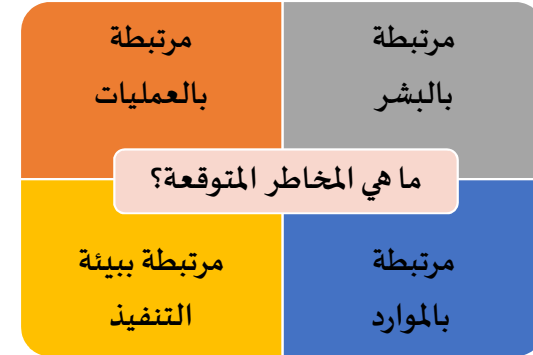 مرتبطة
بالبشر
مرتبطة
بالعمليات
ما هي المخاطر المتوقعة؟
مرتبطة
بالموارد
مرتبطة ببيئة
التنفيذ